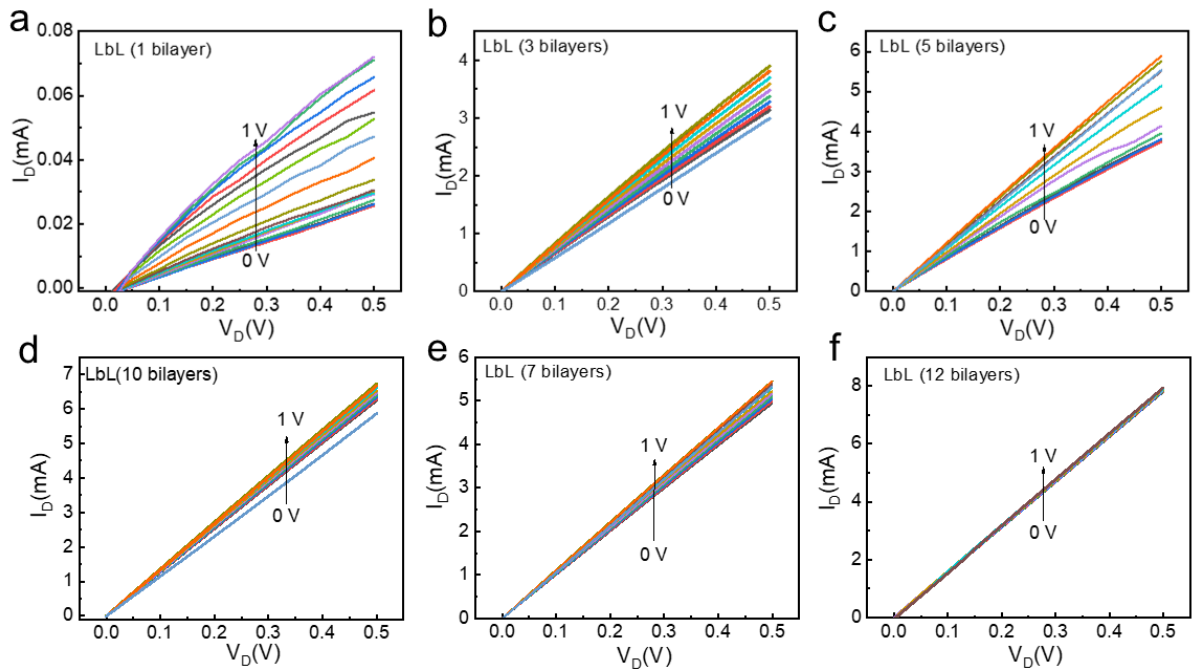 a
LbL (1 bilayer)
0.08
0.06
0.04
0.02
0.00
I_D(mA)
1 V
0 V
0.0 0.1 0.2 0.3 0.4 0.5
V_D(V)
b
LbL (3 bilayers)
4
3
2
1
0
I_D(mA)
1 V
0 V
0.0 0.1 0.2 0.3 0.4 0.5
V_D(V)
c
LbL (5 bilayers)
6
5
4
3
2
1
0
I_D(mA)
1 V
0 V
0.0 0.1 0.2 0.3 0.4 0.5
V_D(V)
d
LbL(10 bilayers)
7
6
5
4
3
2
1
0
I_D(mA)
1 V
0 V
0.0 0.1 0.2 0.3 0.4 0.5
V_D(V)
e
LbL (7 bilayers)
6
5
4
3
2
1
0
I_D(mA)
1 V
0 V
0.0 0.1 0.2 0.3 0.4 0.5
V_D(V)
f
LbL (12 bilayers)
8
6
4
2
0
I_D(mA)
1 V
0 V
0.0 0.1 0.2 0.3 0.4 0.5
V_D(V)